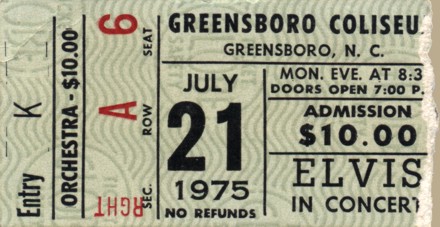 Entry K
ORCHESTRA - $10.00
RGHT A 6
SEC. ROW SEAT
GREENSBORO COLISEU
GREENSBORO, N. C.
JULY
21
1975
NO REFUNDS
MON. EVE. AT 8:3
DOORS OPEN 7:00 P.
ADMISSION
$10.00
ELVIS
IN CONCERT